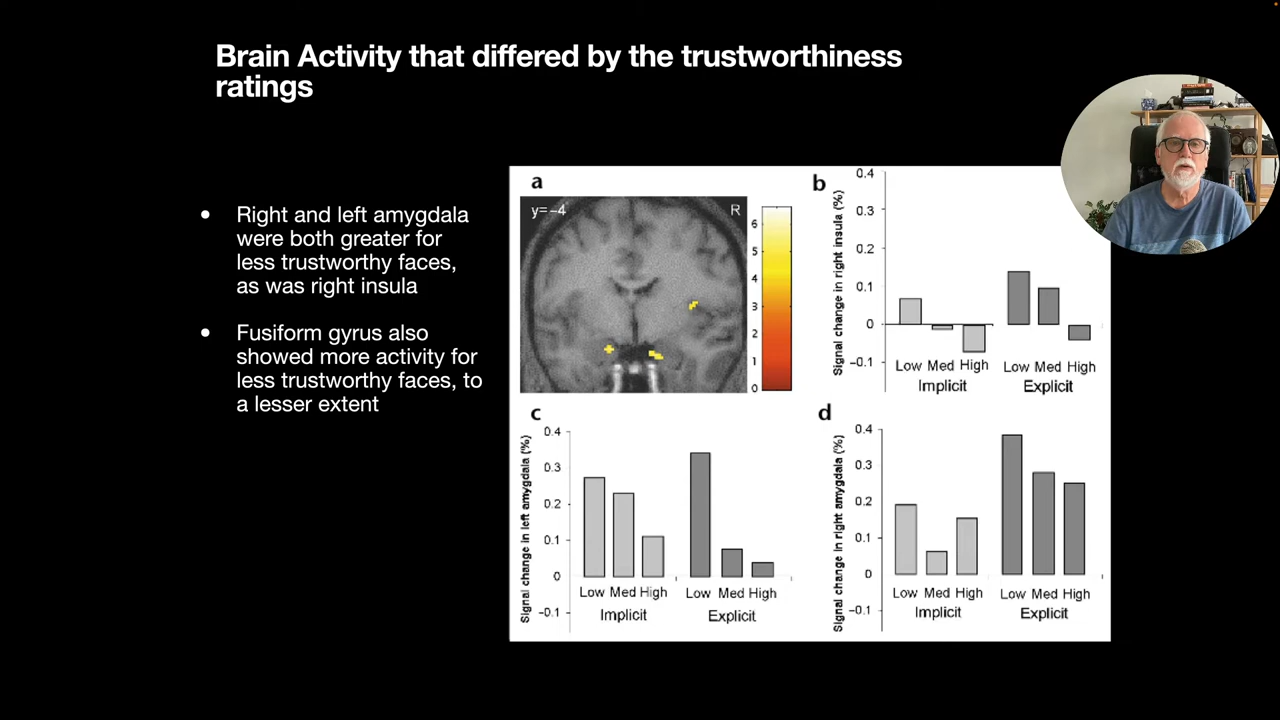 Brain Activity that differed by the trustworthiness
ratings
● Right and left amygdala
were both greater for
less trustworthy faces,
as was right insula
● Fusiform gyrus also
showed more activity for
less trustworthy faces, to
a lesser extent
a
y=-4
R
6
5
4
3
2
1
0
b
Signal change in right insula (%)
0.4
0.3
0.2
0.1
0
-0.1
Low Med High
Implicit
Low Med High
Explicit
c
Signal change in left amygdala (%)
0.4
0.3
0.2
0.1
0
-0.1
Low Med High
Implicit
Low Med High
Explicit
d
Signal change in right amygdala (%)
0.4
0.3
0.2
0.1
0
-0.1
Low Med High
Implicit
Low Med High
Explicit